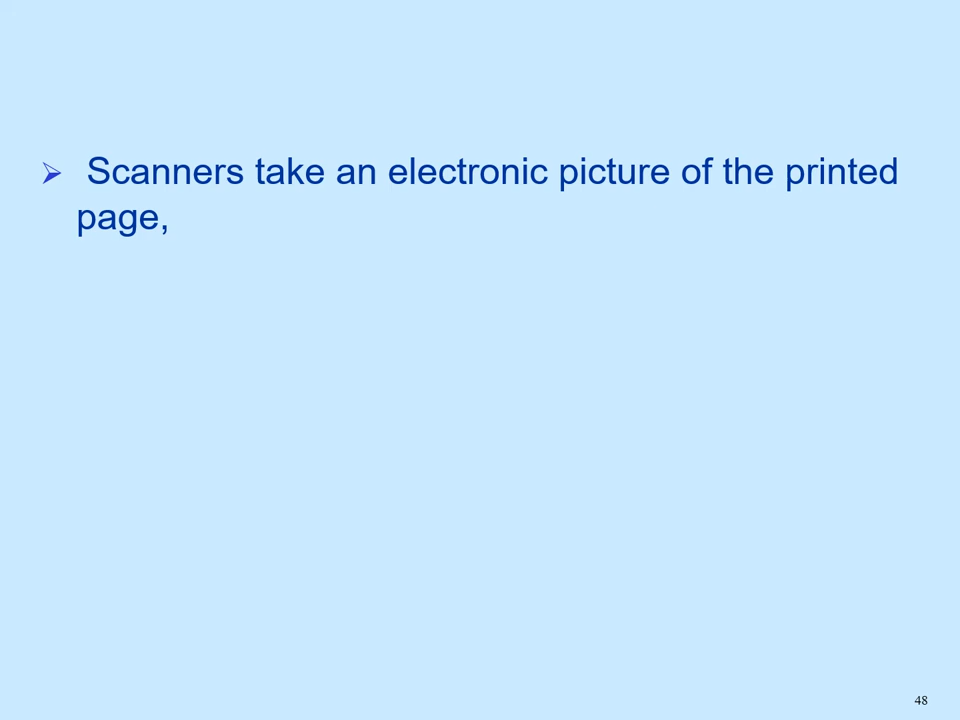 ➢ Scanners take an electronic picture of the printed
page,
48